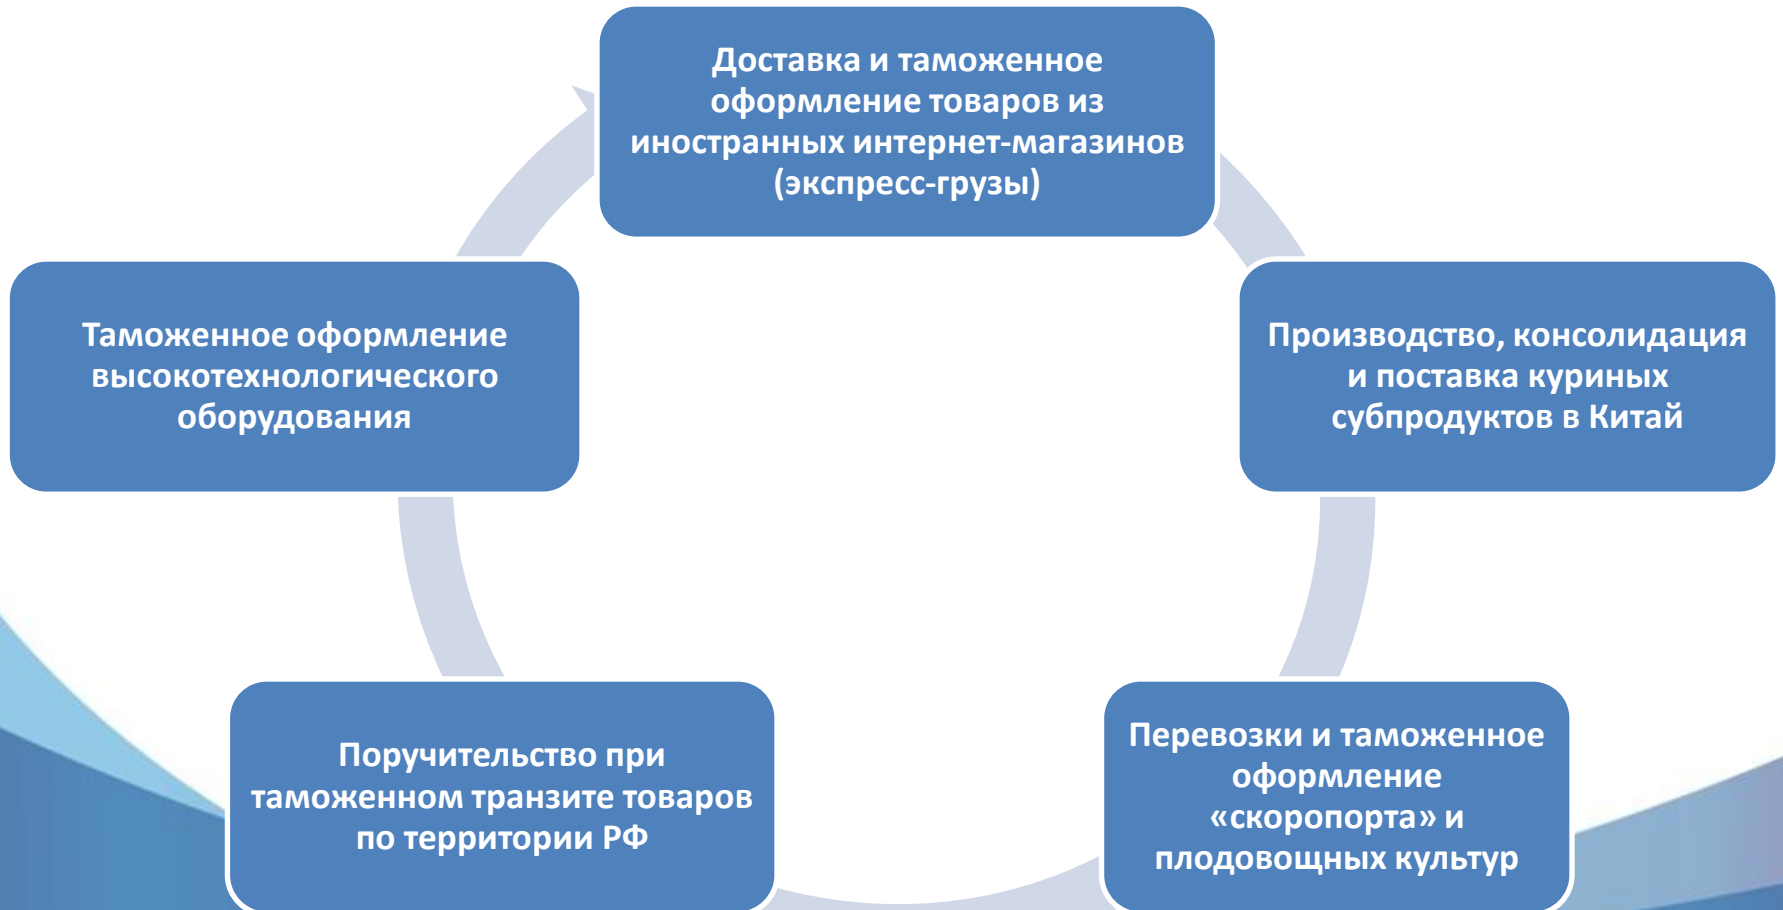 Доставка и таможенное
оформление товаров из
иностранных интернет-магазинов
(экспресс-грузы)
Производство, консолидация
и поставка куриных
субпродуктов в Китай
Перевозки и таможенное
оформление
«скоропорта» и
плодовощных культур
Поручительство при
таможенном транзите товаров
по территории РФ
Таможенное оформление
высокотехнологического
оборудования